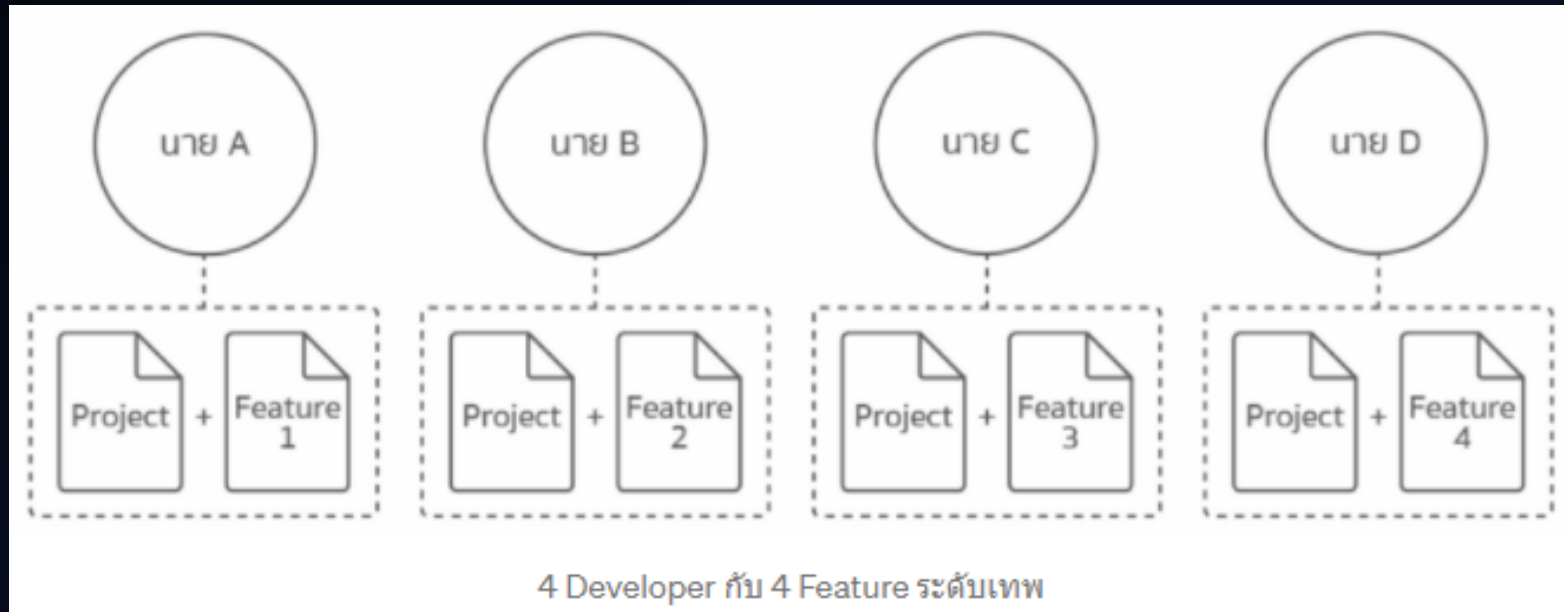 นาย A
นาย B
นาย C
นาย D
Project + Feature 1
Project + Feature 2
Project + Feature 3
Project + Feature 4
4 Developer กับ 4 Feature ระดับเทพ